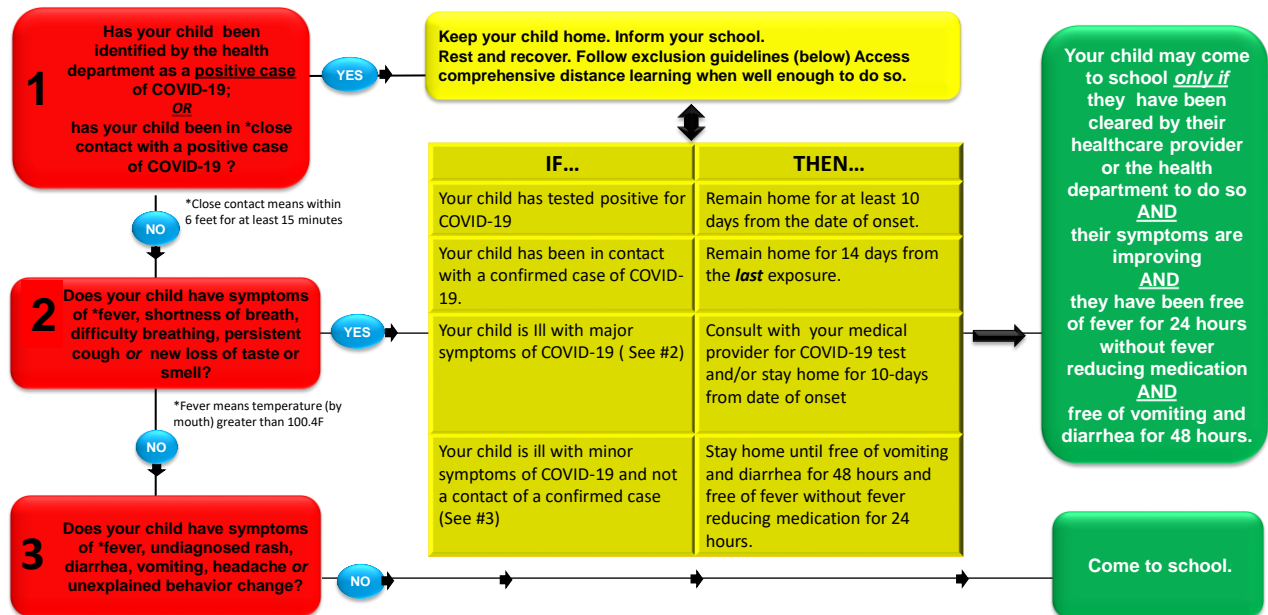 1
Has your child been
identified by the health
department as a positive case
of COVID-19;
OR
has your child been in *close
contact with a positive case
of COVID-19 ?
YES
Keep your child home. Inform your school.
Rest and recover. Follow exclusion guidelines (below) Access
comprehensive distance learning when well enough to do so.
*Close contact means within
6 feet for at least 15 minutes
NO
2
Does your child have symptoms
of *fever, shortness of breath,
difficulty breathing, persistent
cough or new loss of taste or
smell?
YES
*Fever means temperature (by
mouth) greater than 100.4F
NO
3
Does your child have symptoms
of *fever, undiagnosed rash,
diarrhea, vomiting, headache or
unexplained behavior change?
NO
IF...
THEN...
Your child has tested positive for
COVID-19
Remain home for at least 10
days from the date of onset.
Your child has been in contact
with a confirmed case of COVID-
19.
Remain home for 14 days from
the last exposure.
Your child is Ill with major
symptoms of COVID-19 ( See #2)
Consult with your medical
provider for COVID-19 test
and/or stay home for 10-days
from date of onset
Your child is ill with minor
symptoms of COVID-19 and not
a contact of a confirmed case
(See #3)
Stay home until free of vomiting
and diarrhea for 48 hours and
free of fever without fever
reducing medication for 24
hours.
Your child may come
to school only if
they have been
cleared by their
healthcare provider
or the health
department to do so
AND
their symptoms are
improving
AND
they have been free
of fever for 24 hours
without fever
reducing medication
AND
free of vomiting and
diarrhea for 48 hours.
Come to school.